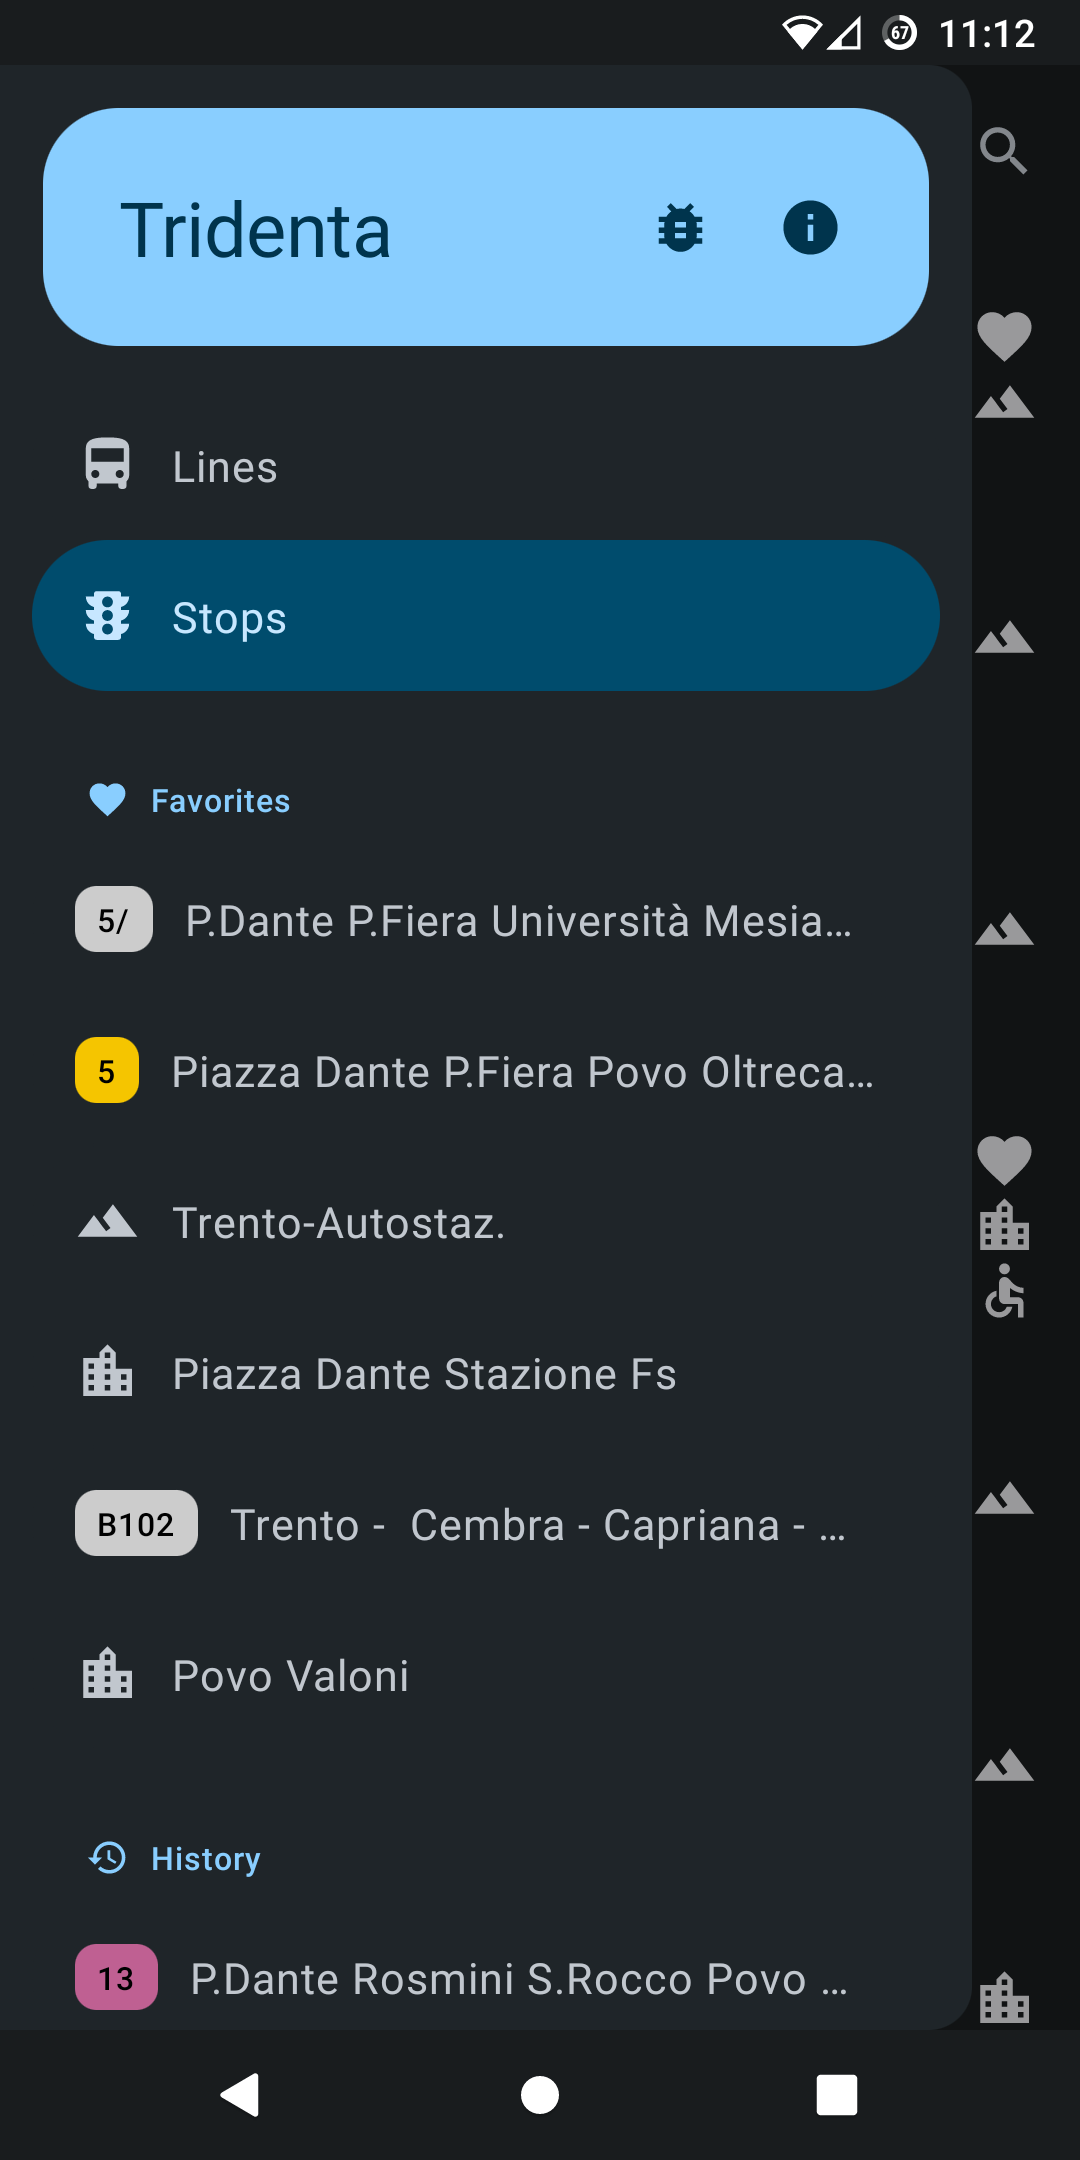 67 11:12
Tridenta
Lines
Stops
Favorites
5/ P.Dante P.Fiera Università Mesia…
5 Piazza Dante P.Fiera Povo Oltreca…
Trento-Autostaz.
Piazza Dante Stazione Fs
B102 Trento -  Cembra - Capriana - …
Povo Valoni
History
13 P.Dante Rosmini S.Rocco Povo …